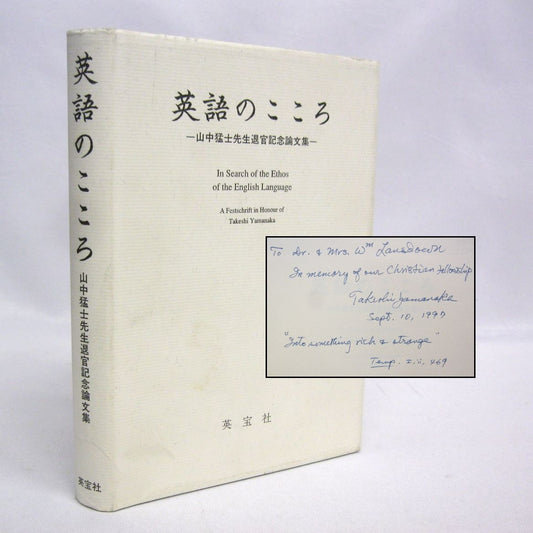 英語のこころ
山中猛士先生退官記念論文集
英宝社
英語のこころ
—山中猛士先生退官記念論文集—
In Search of the Ethos
of the English Language
A Festschrift in Honour of
Takeshi Yamanaka
英宝社
To Dr. & Mrs. Wm Lansdown
In memory of our Christian fellowship
Takeshi Yamanaka
Sept. 10, 1997
"Into something rich & strange"
Temp. I, ii, 469